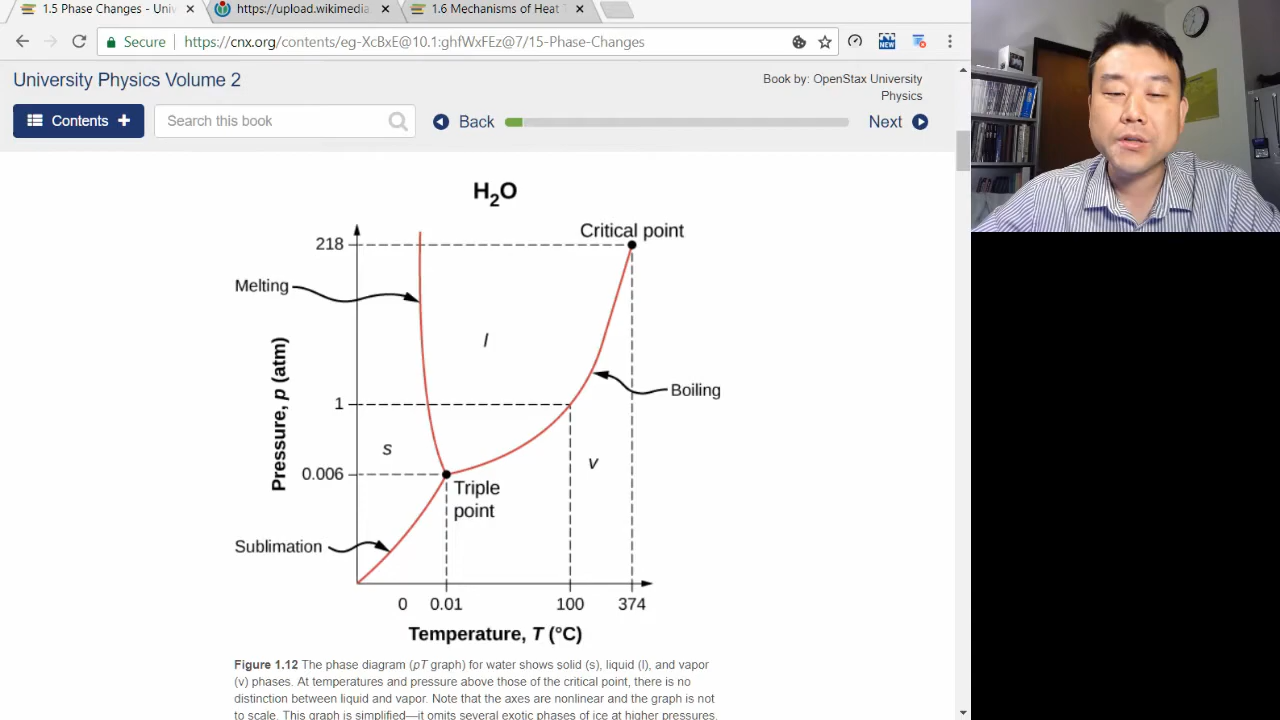 1.5 Phase Changes - Univ
https://upload.wikimedia
1.6 Mechanisms of Heat T
Secure
https://cnx.org/contents/eg-XcBxE@10.1:ghfWxFEz@7/15-Phase-Changes
NEW
University Physics Volume 2
Book by: OpenStax University
Physics
Contents +
Search this book
Back
Next
H₂O
Critical point
218
Melting
l
Pressure, p (atm)
Boiling
1
s
v
0.006
Triple
point
Sublimation
0
0.01
100
374
Temperature, T (°C)
Figure 1.12 The phase diagram (pT graph) for water shows solid (s), liquid (l), and vapor
(v) phases. At temperatures and pressure above those of the critical point, there is no
distinction between liquid and vapor. Note that the axes are nonlinear and the graph is not
to scale. This graph is simplified—it omits several exotic phases of ice at higher pressures.